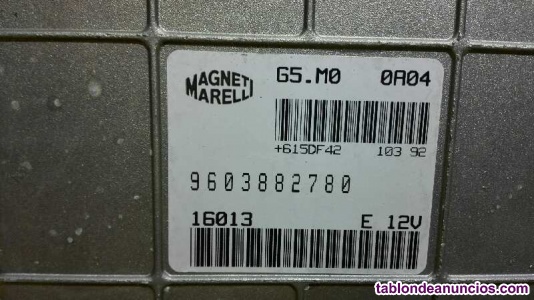 MAGNETI MARELLI
G5.M0 0A04
+615DF42 103 92
9603882780
16013 E 12V
tablondeanuncios.com